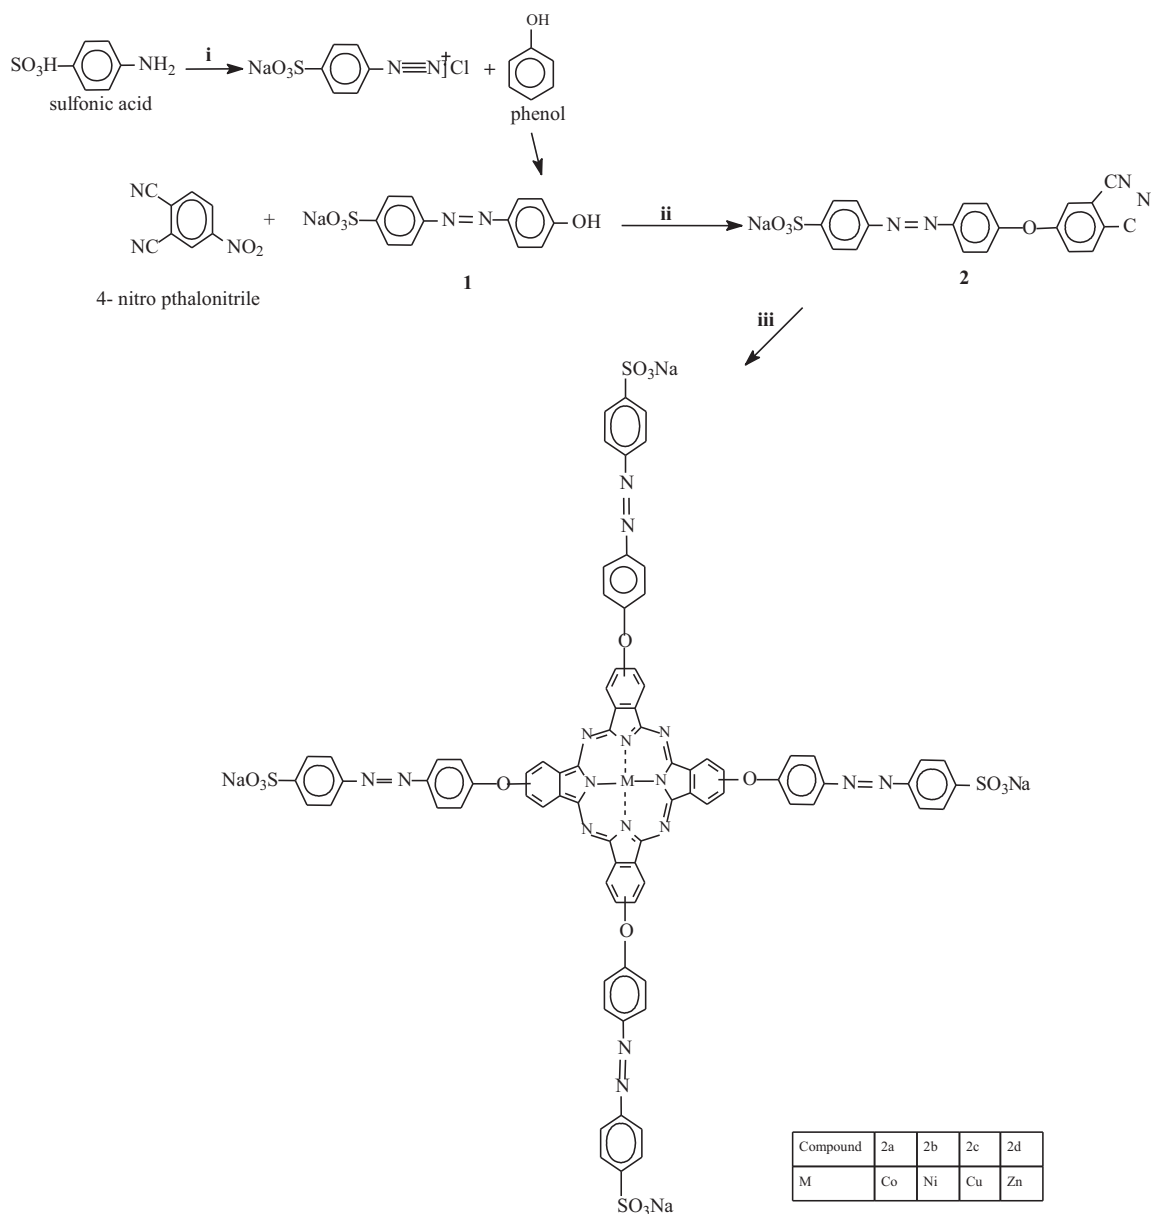 OH
i
SO3H NH2 NaO3S N≡N]+Cl + 
sulfonic acid
phenol
NC CN
NaO3S N=N OH ii NaO3S N=N O N
+
NC NO2 C
1 2
4- nitro pthalonitrile
iii
SO3Na
N
N
O
N N
N
NaO3S N=N O N M N O N=N SO3Na
N
N N
O
N
N
SO3Na
Compound 2a 2b 2c 2d
M Co Ni Cu Zn